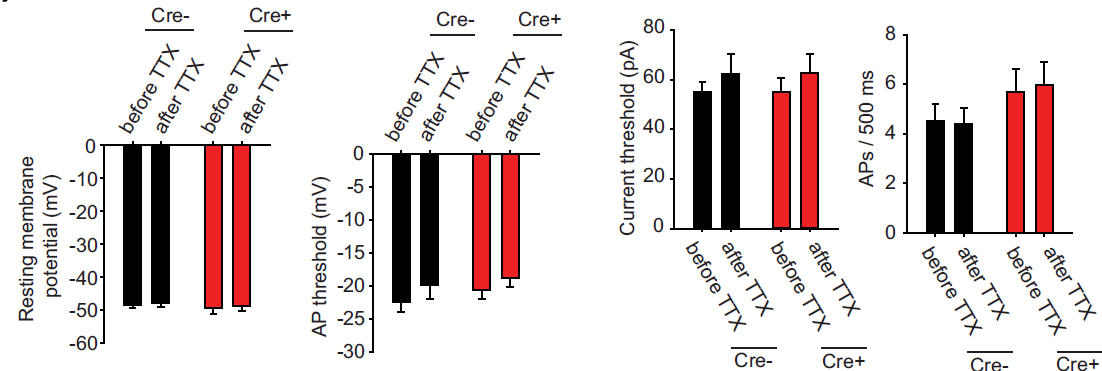 Cre-
Cre+
before TTX
after TTX
before TTX
after TTX
0
-10
-20
-30
-40
-50
-60
Resting membrane
potential (mV)
Cre-
Cre+
before TTX
after TTX
before TTX
after TTX
0
-5
-10
-15
-20
-25
-30
AP threshold (mV)
80
60
40
20
0
Current threshold (pA)
before TTX
after TTX
before TTX
after TTX
Cre-
Cre+
8
6
4
2
0
APs / 500 ms
before TTX
after TTX
before TTX
after TTX
Cre-
Cre+